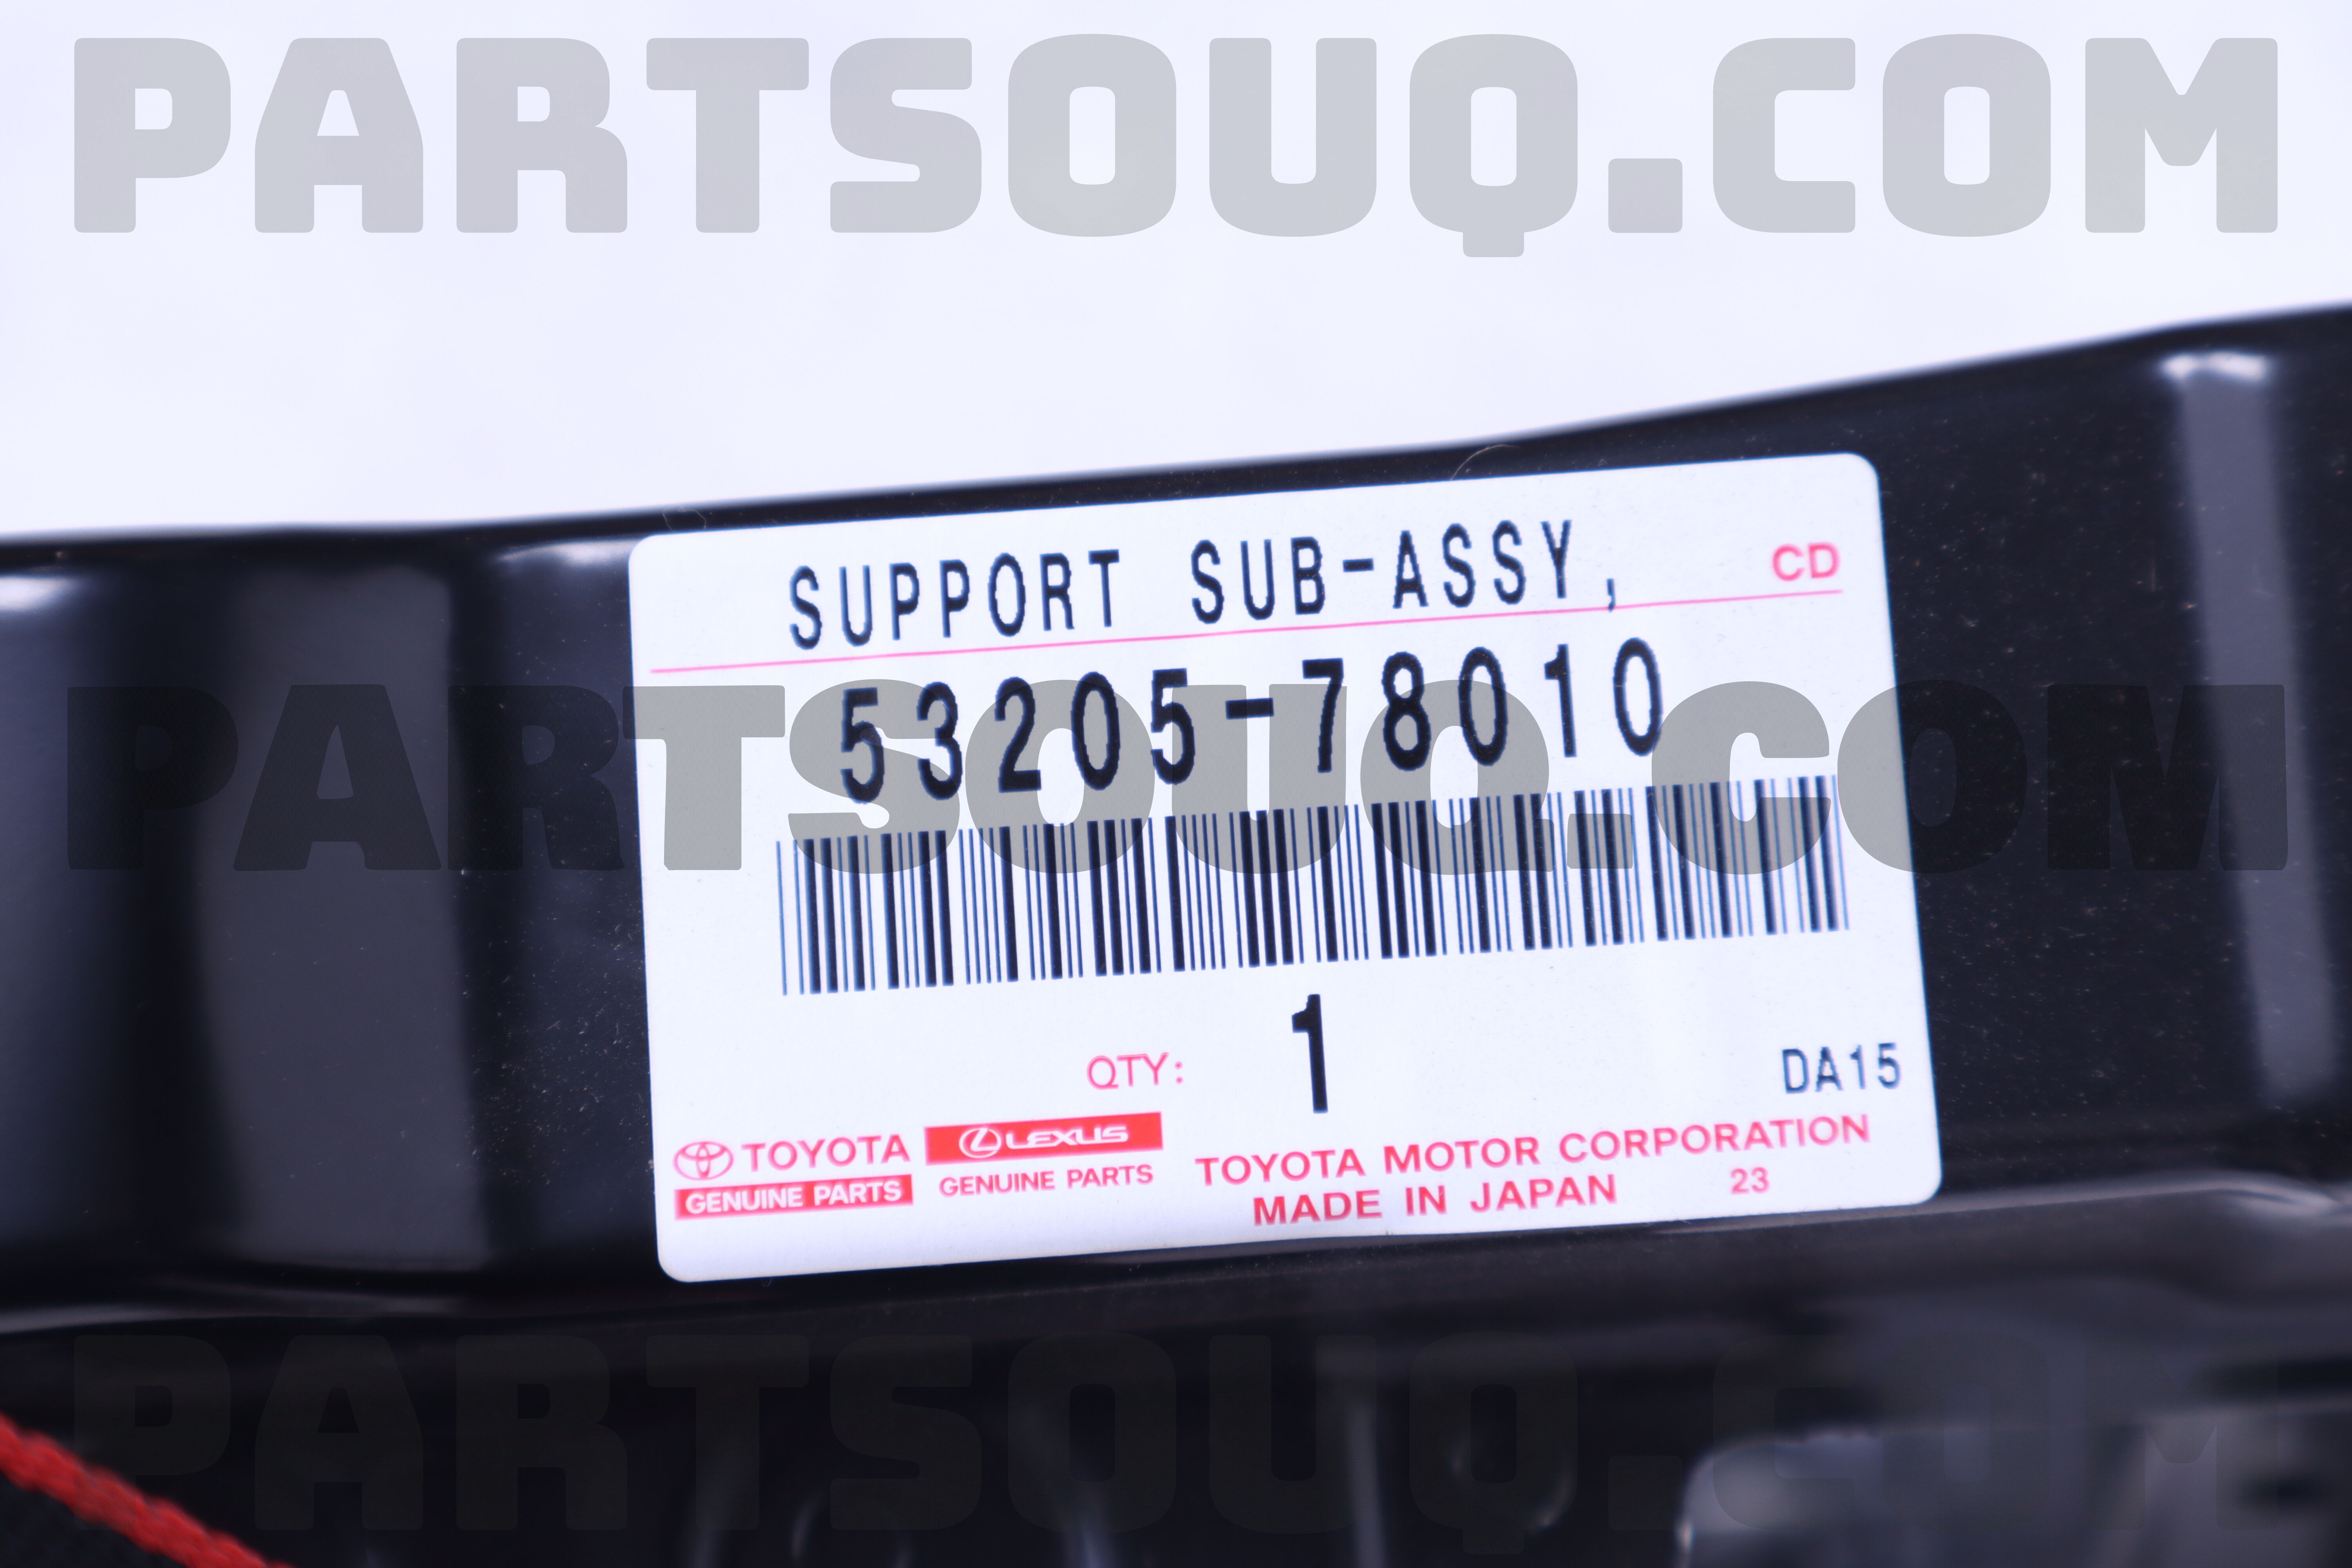 PARTSOUQ.COM
SUPPORT SUB-ASSY,
CD
53205-78010
PARTSOUQ.COM
QTY: 1
DA15
TOYOTA
GENUINE PARTS
LEXUS
GENUINE PARTS
TOYOTA MOTOR CORPORATION
MADE IN JAPAN 23
PARTSOUQ.COM